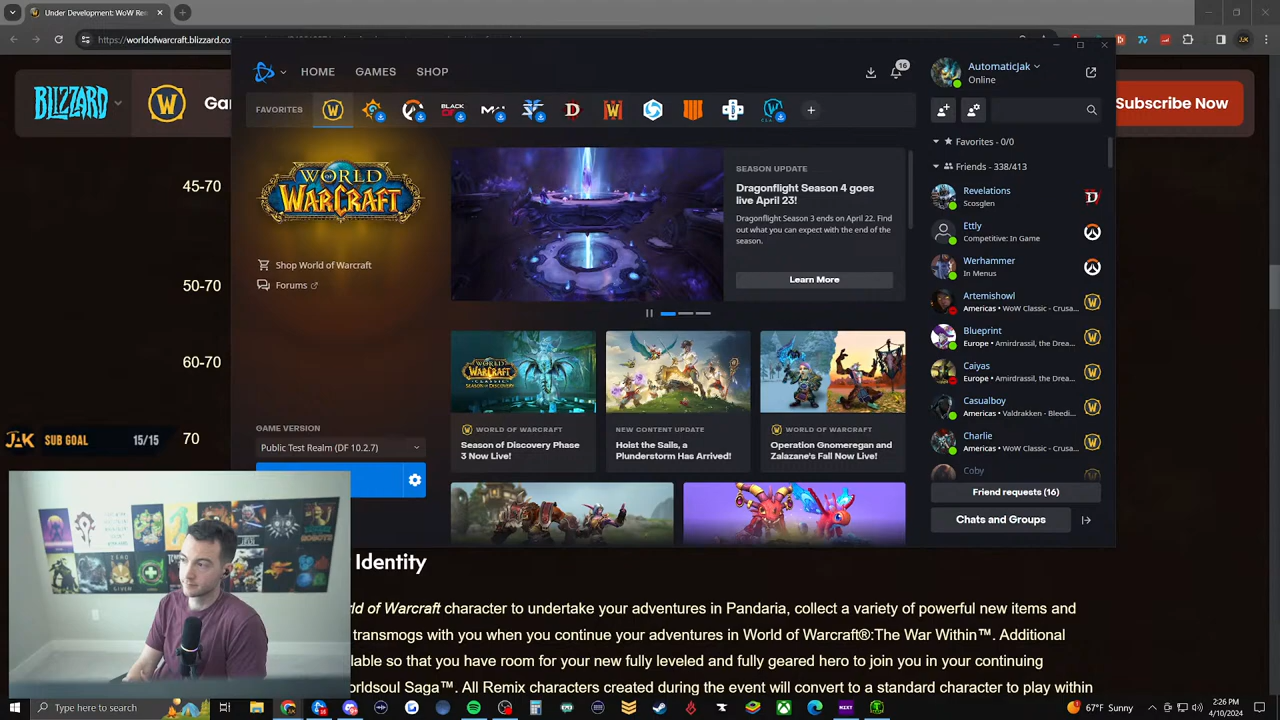 Under Development: WoW Re
https://worldofwarcraft.blizzard.co
BLIZZARD
Ga
Subscribe Now
45-70
50-70
60-70
70
HOME
GAMES
SHOP
16
AutomaticJak
Online
FAVORITES
WORLD
OF
WARCRAFT
Shop World of Warcraft
Forums
SEASON UPDATE
Dragonflight Season 4 goes
live April 23!
Dragonflight Season 3 ends on April 22. Find
out what you can expect with the end of the
season.
Learn More
WORLD OF WARCRAFT
Season of Discovery Phase
3 Now Live!
NEW CONTENT UPDATE
Hoist the Sails, a
Plunderstorm Has Arrived!
WORLD OF WARCRAFT
Operation Gnomeregan and
Zalazane's Fall Now Live!
GAME VERSION
Public Test Realm (DF 10.2.7)
Favorites - 0/0
Friends - 338/413
Revelations
Scosglen
Ettly
Competitive: In Game
Werhammer
In Menus
Artemishowl
Americas • WoW Classic - Crusa...
Blueprint
Europe • Amirdrassil, the Drea...
Caiyas
Europe • Amirdrassil, the Drea...
Casualboy
Americas • Valdrakken - Bleedi...
Charlie
Americas • WoW Classic - Crusa...
Coby
Friend requests (16)
Chats and Groups
JAK SUB GOAL 15/15
Identity
ld of Warcraft character to undertake your adventures in Pandaria, collect a variety of powerful new items and
transmogs with you when you continue your adventures in World of Warcraft®:The War Within™. Additional
lable so that you have room for your new fully leveled and fully geared hero to join you in your continuing
rldsoul Saga™. All Remix characters created during the event will convert to a standard character to play within
Type here to search
67°F Sunny
2:26 PM
4/10/2024